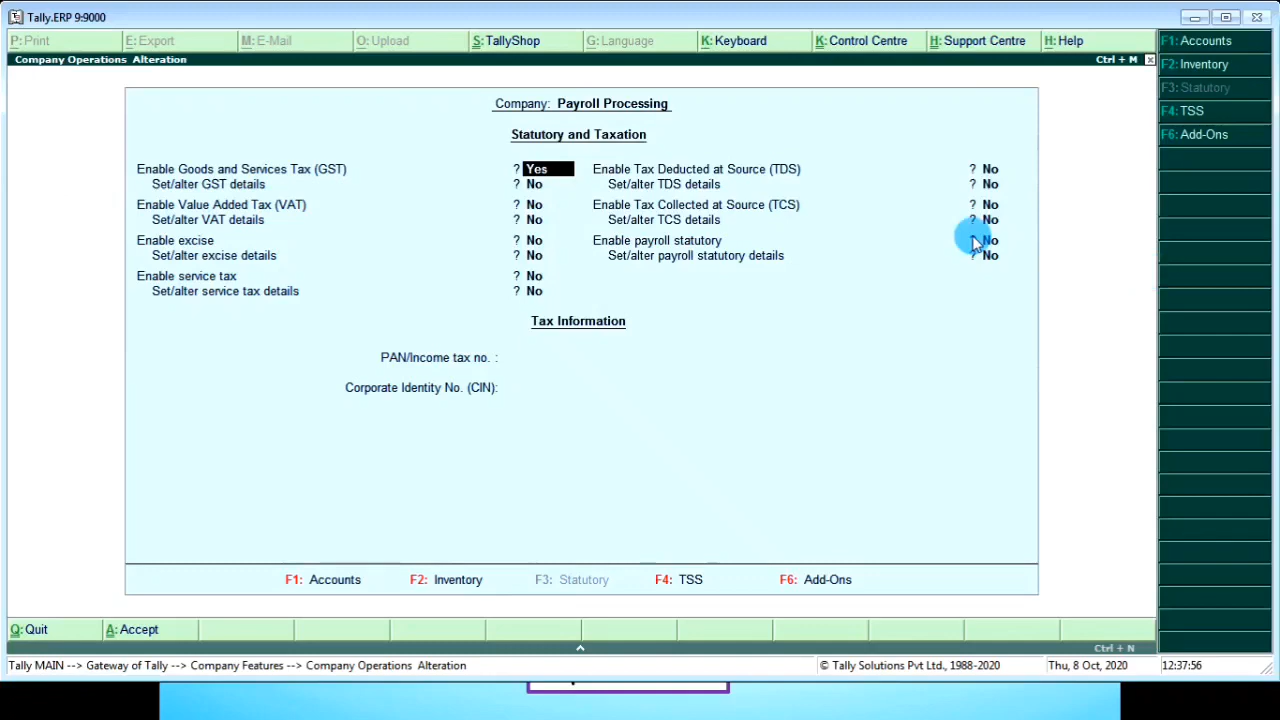 Tally.ERP 9:9000
P: Print E: Export M: E-Mail O: Upload S: TallyShop G: Language K: Keyboard K: Control Centre H: Support Centre H: Help
Company Operations Alteration Ctrl + M
F1: Accounts
F2: Inventory
F3: Statutory
F4: TSS
F6: Add-Ons
Company: Payroll Processing
Statutory and Taxation
Enable Goods and Services Tax (GST) ? Yes
Set/alter GST details ? No
Enable Value Added Tax (VAT) ? No
Set/alter VAT details ? No
Enable excise ? No
Set/alter excise details ? No
Enable service tax ? No
Set/alter service tax details ? No
Enable Tax Deducted at Source (TDS) ? No
Set/alter TDS details ? No
Enable Tax Collected at Source (TCS) ? No
Set/alter TCS details ? No
Enable payroll statutory ? No
Set/alter payroll statutory details ? No
Tax Information
PAN/Income tax no. :
Corporate Identity No. (CIN):
F1: Accounts F2: Inventory F3: Statutory F4: TSS F6: Add-Ons
Q: Quit A: Accept
Ctrl + N
Tally MAIN --> Gateway of Tally --> Company Features --> Company Operations Alteration © Tally Solutions Pvt Ltd., 1988-2020 Thu, 8 Oct, 2020 12:37:56